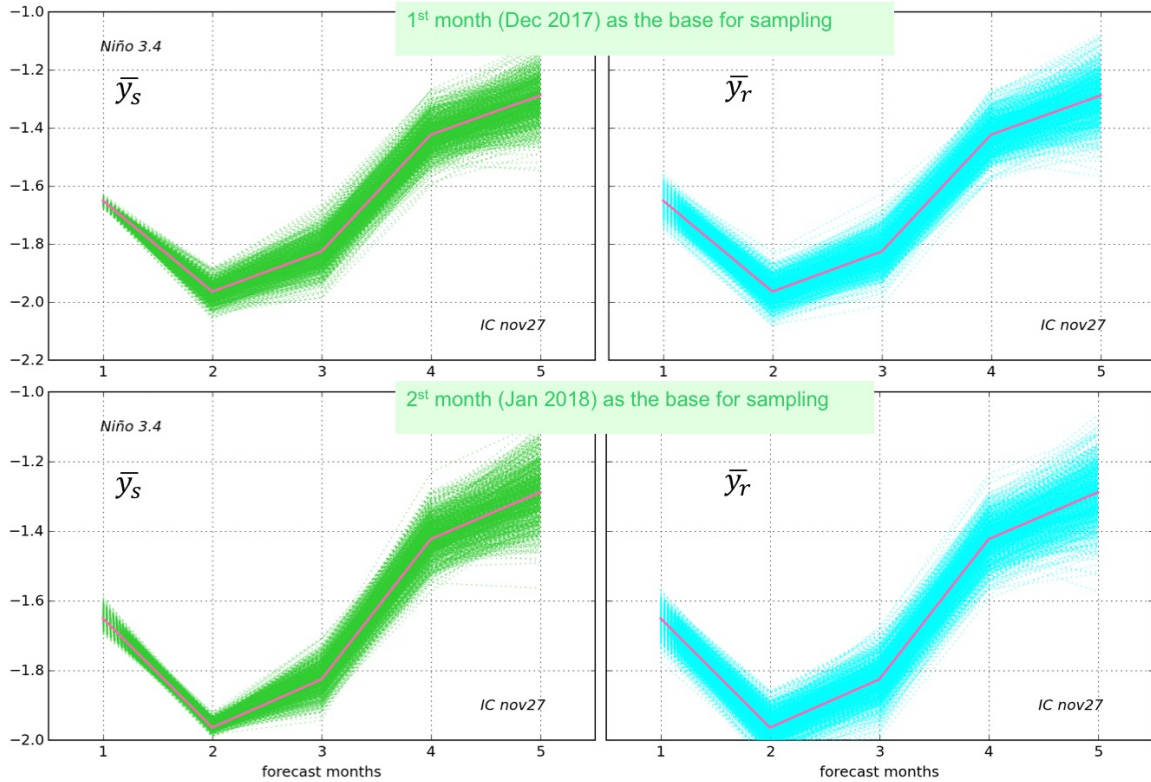 1st month (Dec 2017) as the base for sampling
−1.0
Niño 3.4
y̅s
y̅r
−1.2
−1.4
−1.6
−1.8
−2.0
IC nov27
IC nov27
−2.2
1 2 3 4 5
1 2 3 4 5
2st month (Jan 2018) as the base for sampling
−1.0
Niño 3.4
y̅s
y̅r
−1.2
−1.4
−1.6
−1.8
IC nov27
IC nov27
−2.0
1 2 3 4 5
1 2 3 4 5
forecast months
forecast months